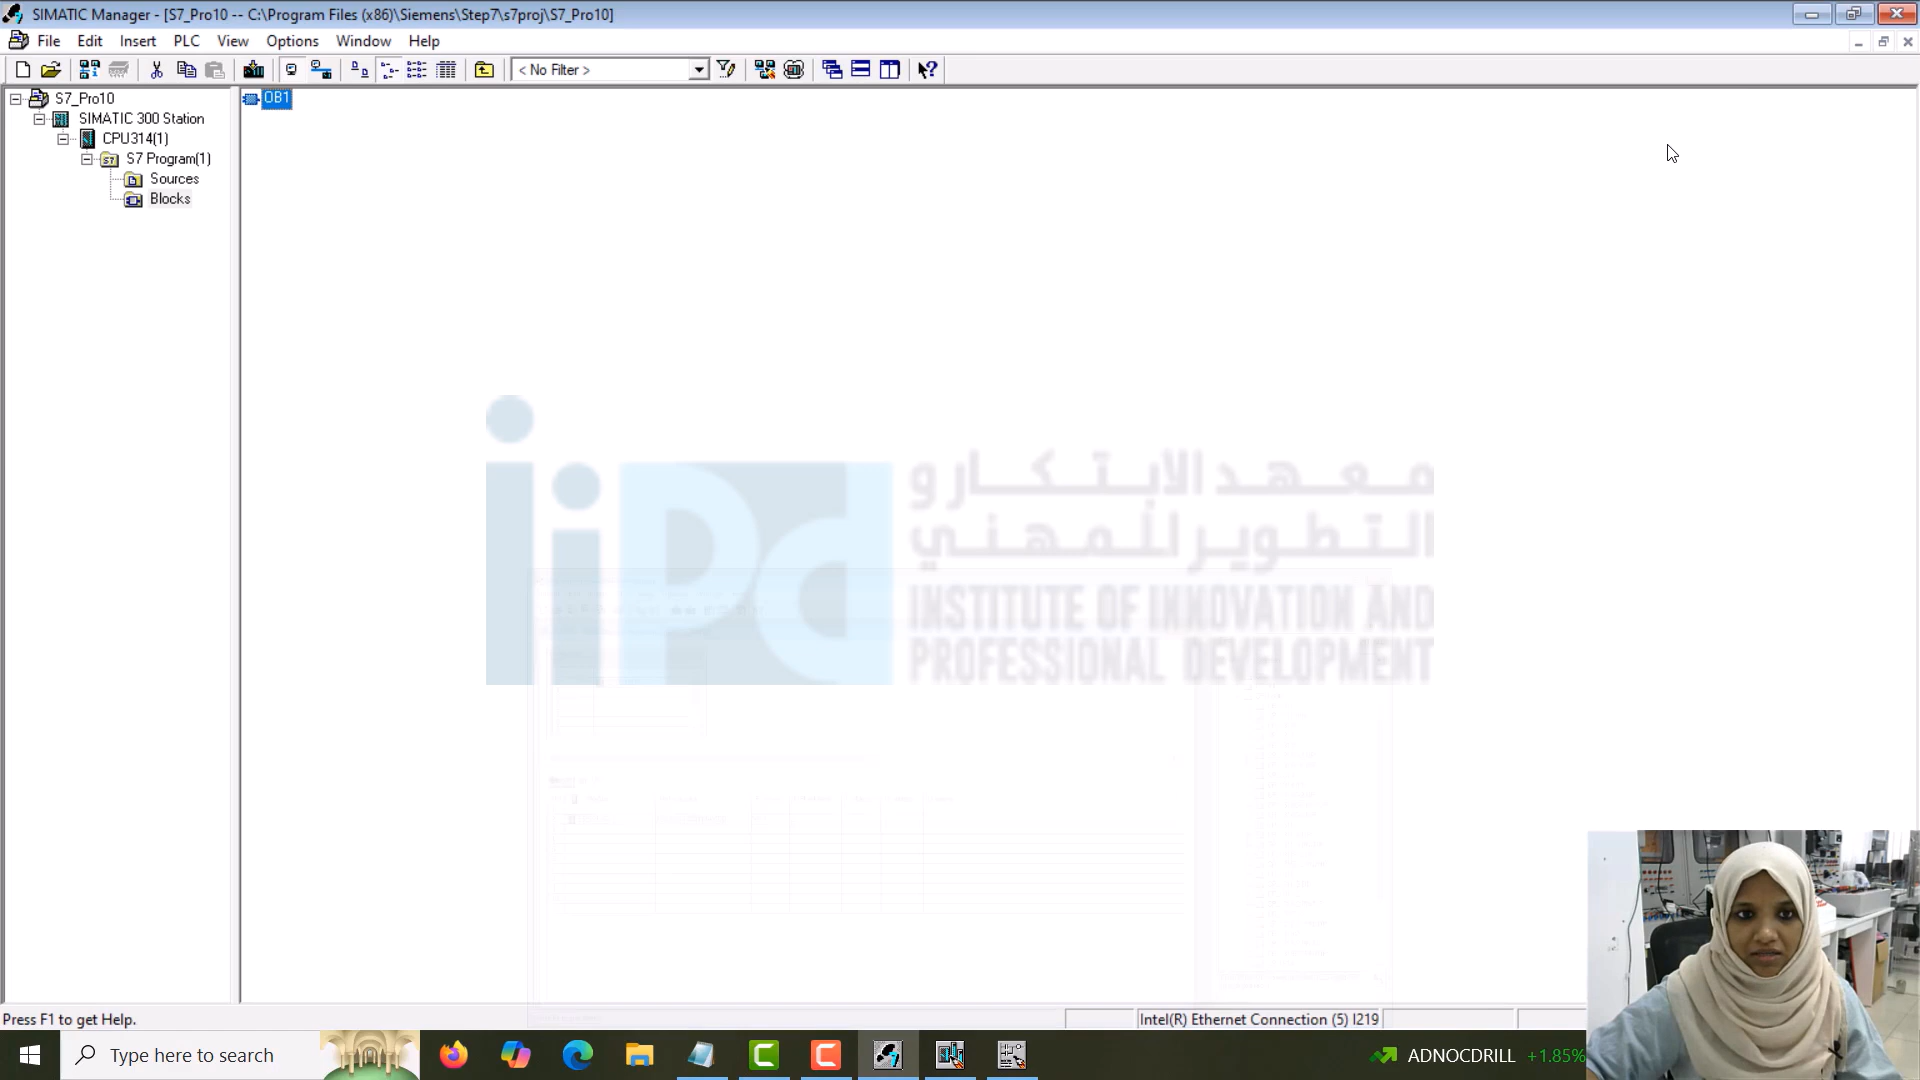 SIMATIC Manager - [S7_Pro10 -- C:\Program Files (x86)\Siemens\Step7\s7proj\S7_Pro10]
File Edit Insert PLC View Options Window Help
< No Filter >
S7_Pro10
SIMATIC 300 Station
CPU314(1)
S7 Program(1)
Sources
Blocks
OB1
iiPd
معهد الابتكار و
التطوير المهني
INSTITUTE OF INNOVATION AND
PROFESSIONAL DEVELOPMENT
Press F1 to get Help.
Intel(R) Ethernet Connection (5) I219
Type here to search
ADNOCDRILL +1.85%